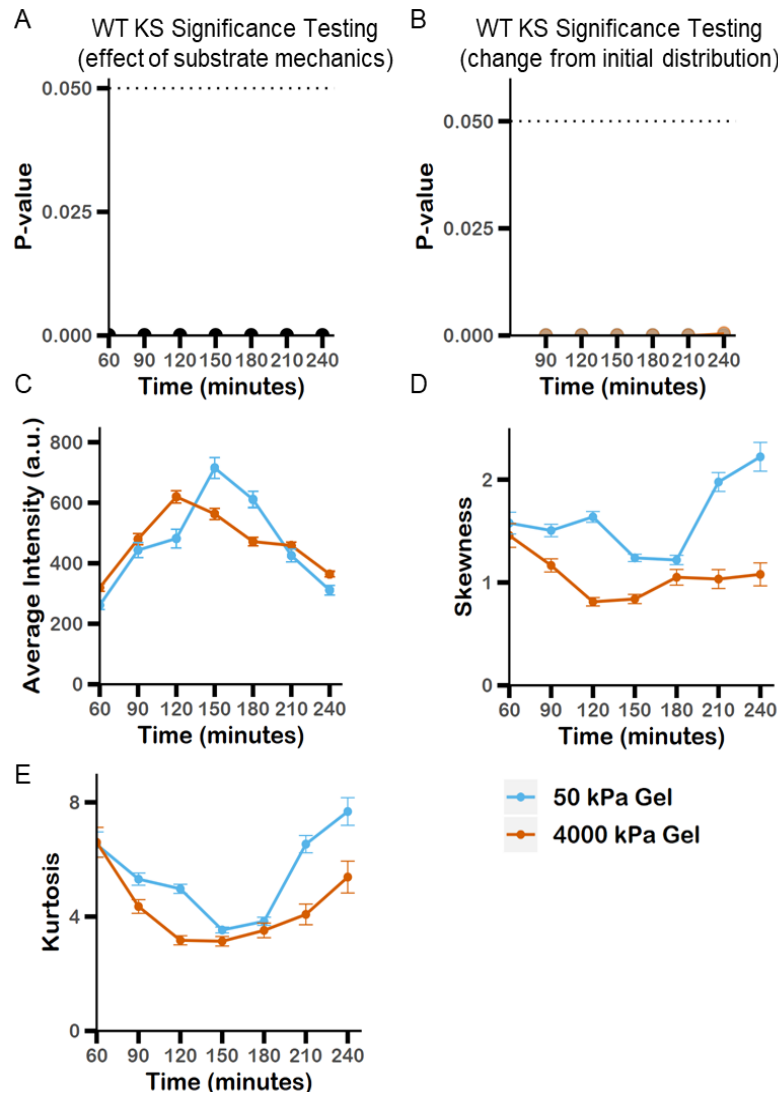 A
WT KS Significance Testing
(effect of substrate mechanics)
0.050
0.025
0.000
P-value
60 90 120 150 180 210 240
Time (minutes)
B
WT KS Significance Testing
(change from initial distribution)
0.050
0.025
0.000
P-value
90 120 150 180 210 240
Time (minutes)
C
800
600
400
200
0
Average Intensity (a.u.)
60 90 120 150 180 210 240
Time (minutes)
D
2
1
0
Skewness
60 90 120 150 180 210 240
Time (minutes)
E
8
4
0
Kurtosis
60 90 120 150 180 210 240
Time (minutes)
50 kPa Gel
4000 kPa Gel